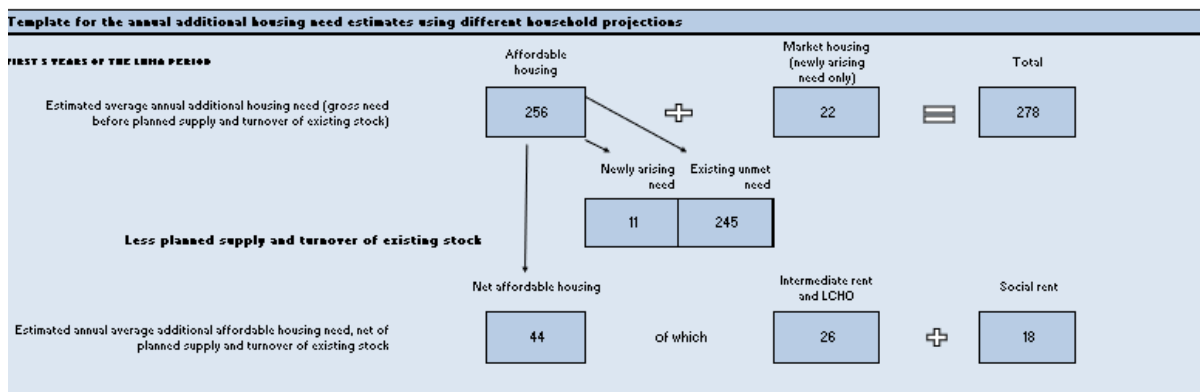 Template for the annual additional housing need estimates using different household projections
FIRST 5 YEARS OF THE LHMA PERIOD
Affordable
housing
Market housing
(newly arising
need only)
Total
Estimated average annual additional housing need (gross need
before planned supply and turnover of existing stock)
256
22
278
Newly arising
need
Existing unmet
need
11
245
Less planned supply and turnover of existing stock
Net affordable housing
Intermediate rent
and LCHO
Social rent
Estimated annual average additional affordable housing need, net of
planned supply and turnover of existing stock
44
of which
26
18